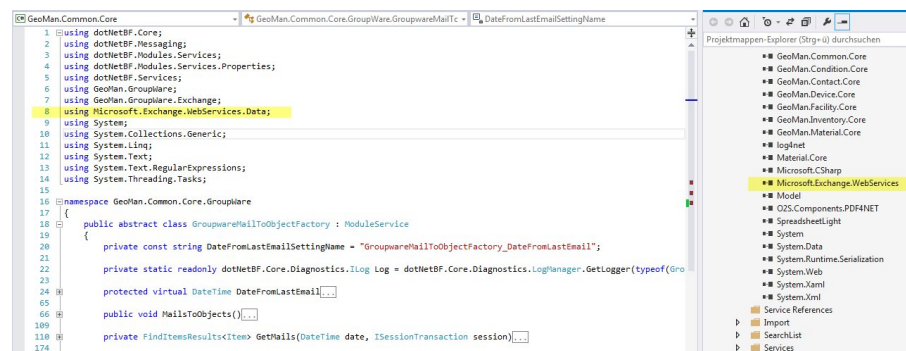 GeoMan.Common.Core
GeoMan.Common.Core.GroupWare.GroupwareMailTc
DateFromLastEmailSettingName
1 using dotNetBF.Core;
2 using dotNetBF.Messaging;
3 using dotNetBF.Modules.Services;
4 using dotNetBF.Modules.Services.Properties;
5 using dotNetBF.Services;
6 using GeoMan.GroupWare;
7 using GeoMan.GroupWare.Exchange;
8 using Microsoft.Exchange.WebServices.Data;
9 using System;
10 using System.Collections.Generic;
11 using System.Linq;
12 using System.Text;
13 using System.Text.RegularExpressions;
14 using System.Threading.Tasks;
15
16 namespace GeoMan.Common.Core.GroupWare
17 {
18 public abstract class GroupwareMailToObjectFactory : ModuleService
19 {
20 private const string DateFromLastEmailSettingName = "GroupwareMailToObjectFactory_DateFromLastEmail";
21
22 private static readonly dotNetBF.Core.Diagnostics.ILog Log = dotNetBF.Core.Diagnostics.LogManager.GetLogger(typeof(Gro
23
24 protected virtual DateTime DateFromLastEmail...
65
66 public void MailsToObjects()...
109
110 private FindItemsResults<Item> GetMails(DateTime date, ISessionTransaction session)...
174
Projektmappen-Explorer (Strg+ü) durchsuchen
GeoMan.Common.Core
GeoMan.Condition.Core
GeoMan.Contact.Core
GeoMan.Device.Core
GeoMan.Facility.Core
GeoMan.Inventory.Core
GeoMan.Material.Core
log4net
Material.Core
Microsoft.CSharp
Microsoft.Exchange.WebServices
Model
O2S.Components.PDF4NET
SpreadsheetLight
System
System.Data
System.Runtime.Serialization
System.Web
System.Xaml
System.Xml
Service References
Import
SearchList
Services